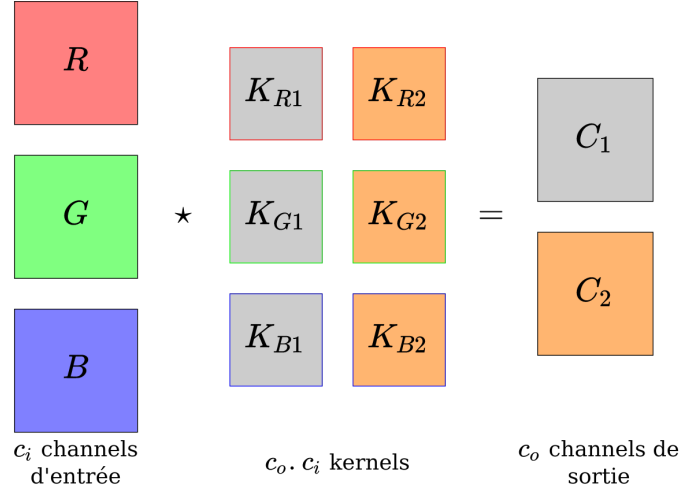 R
K_{R1} K_{R2}
C_1
G ⋆ K_{G1} K_{G2} =
C_2
B
K_{B1} K_{B2}
c_i channels
d'entrée
c_o . c_i kernels
c_o channels de
sortie